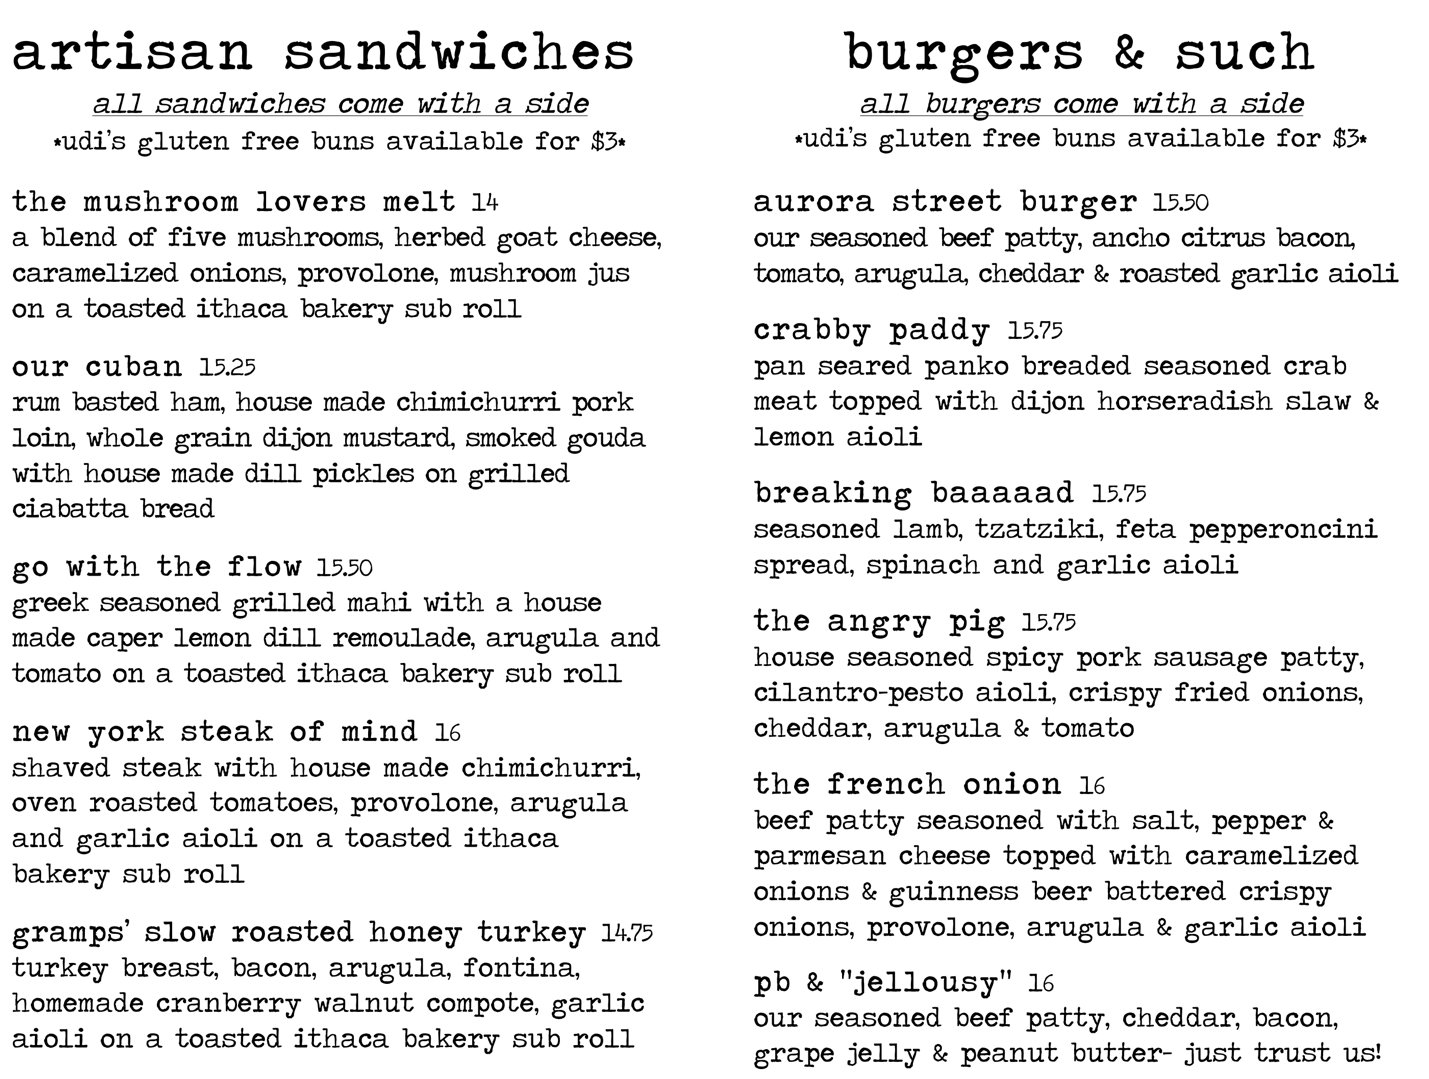 artisan sandwiches
all sandwiches come with a side
*udi's gluten free buns available for $3*
the mushroom lovers melt 14
a blend of five mushrooms, herbed goat cheese,
caramelized onions, provolone, mushroom jus
on a toasted ithaca bakery sub roll
our cuban 15.25
rum basted ham, house made chimichurri pork
loin, whole grain dijon mustard, smoked gouda
with house made dill pickles on grilled
ciabatta bread
go with the flow 15.50
greek seasoned grilled mahi with a house
made caper lemon dill remoulade, arugula and
tomato on a toasted ithaca bakery sub roll
new york steak of mind 16
shaved steak with house made chimichurri,
oven roasted tomatoes, provolone, arugula
and garlic aioli on a toasted ithaca
bakery sub roll
gramps' slow roasted honey turkey 14.75
turkey breast, bacon, arugula, fontina,
homemade cranberry walnut compote, garlic
aioli on a toasted ithaca bakery sub roll
burgers & such
all burgers come with a side
*udi's gluten free buns available for $3*
aurora street burger 15.50
our seasoned beef patty, ancho citrus bacon,
tomato, arugula, cheddar & roasted garlic aioli
crabby paddy 15.75
pan seared panko breaded seasoned crab
meat topped with dijon horseradish slaw &
lemon aioli
breaking baaaaad 15.75
seasoned lamb, tzatziki, feta pepperoncini
spread, spinach and garlic aioli
the angry pig 15.75
house seasoned spicy pork sausage patty,
cilantro-pesto aioli, crispy fried onions,
cheddar, arugula & tomato
the french onion 16
beef patty seasoned with salt, pepper &
parmesan cheese topped with caramelized
onions & guinness beer battered crispy
onions, provolone, arugula & garlic aioli
pb & "jellousy" 16
our seasoned beef patty, cheddar, bacon,
grape jelly & peanut butter- just trust us!